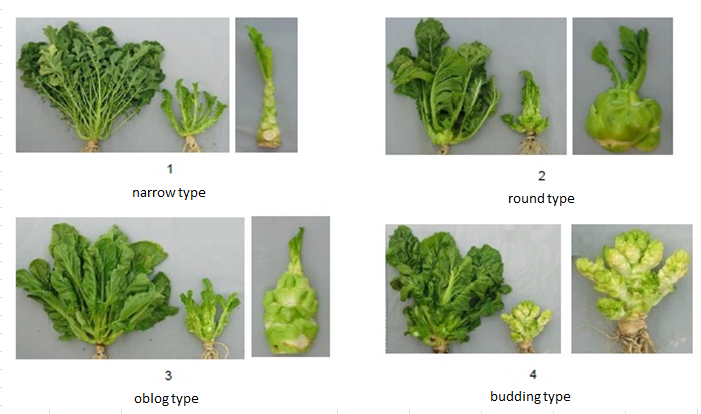 1
narrow type
2
round type
3
oblog type
4
budding type